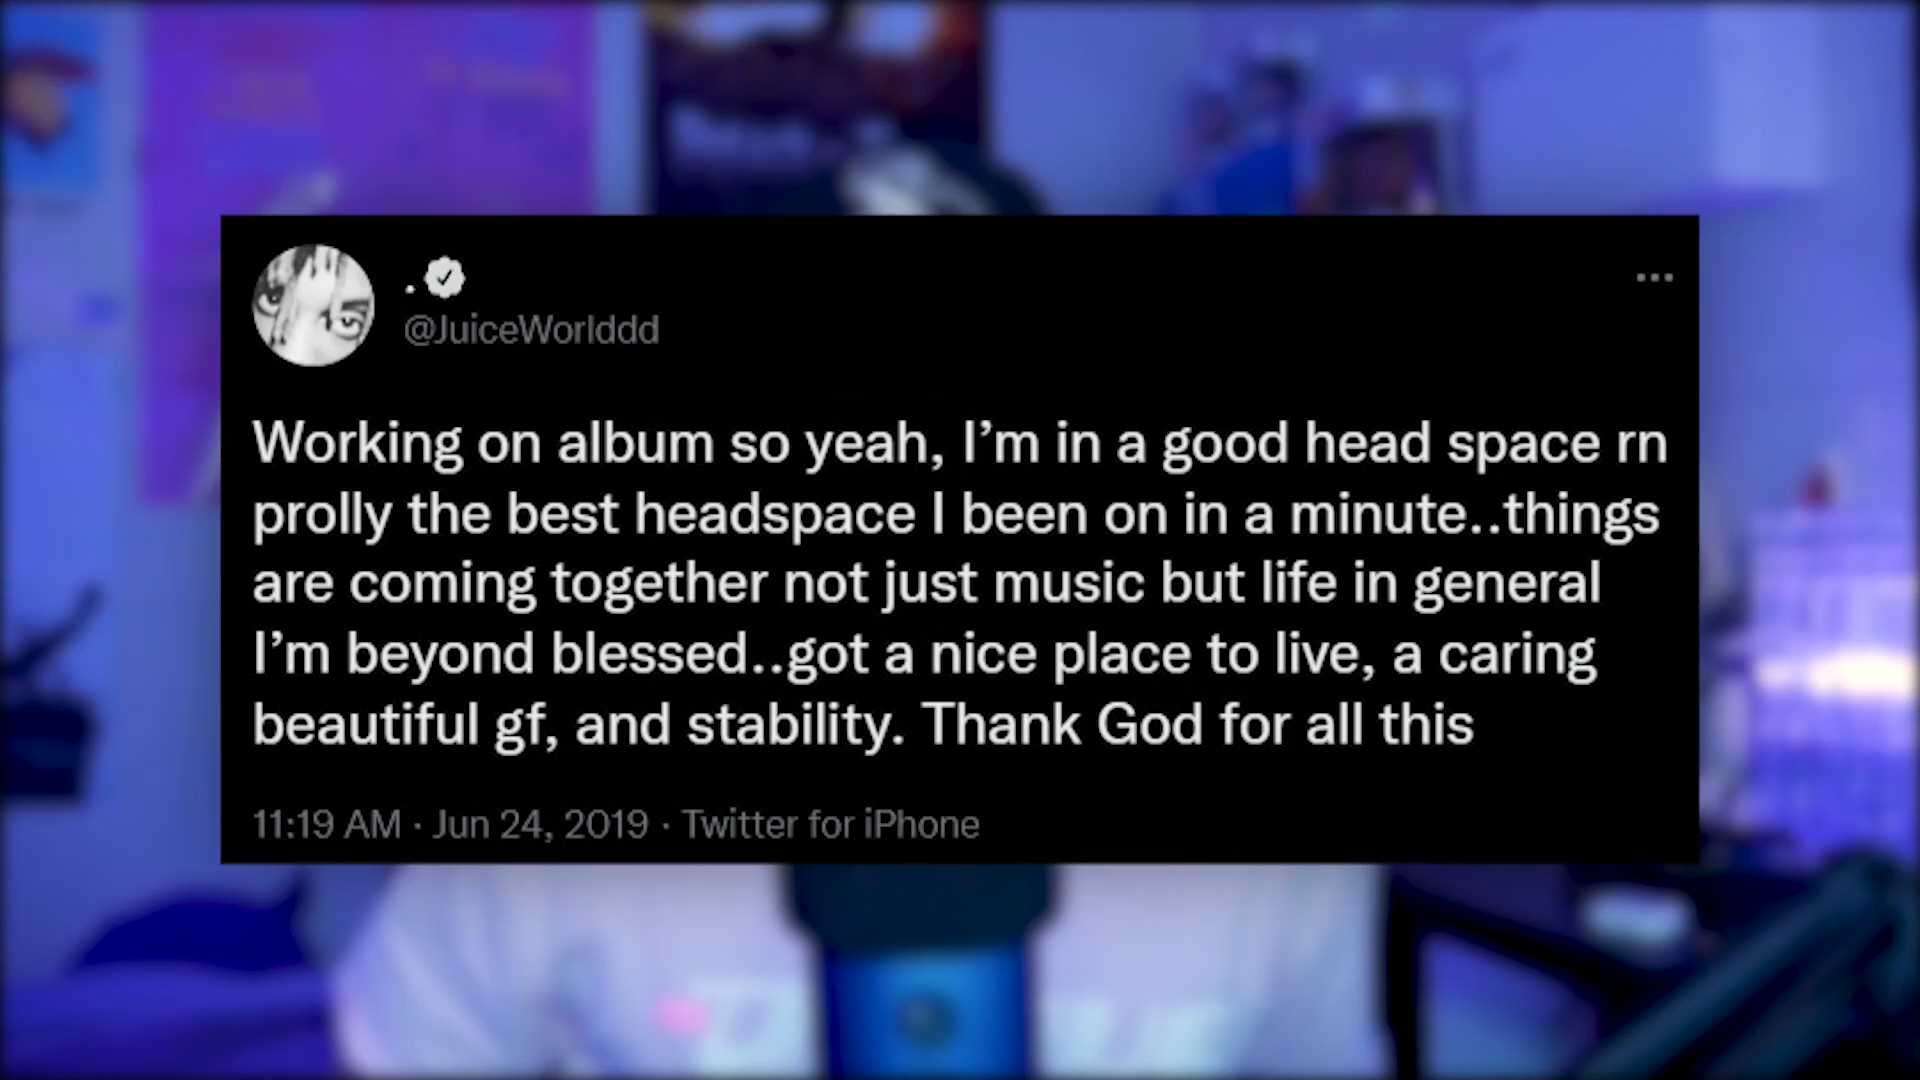 .
@JuiceWorlddd
Working on album so yeah, I’m in a good head space rn
prolly the best headspace I been on in a minute..things
are coming together not just music but life in general
I’m beyond blessed..got a nice place to live, a caring
beautiful gf, and stability. Thank God for all this
11:19 AM · Jun 24, 2019 · Twitter for iPhone